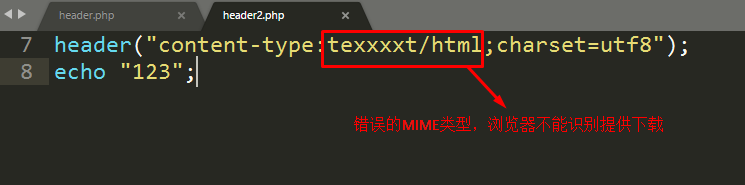 header.php × header2.php ×
7 header("content-type:texxxxt/html;charset=utf8");
8 echo "123";
错误的MIME类型，浏览器不能识别提供下载